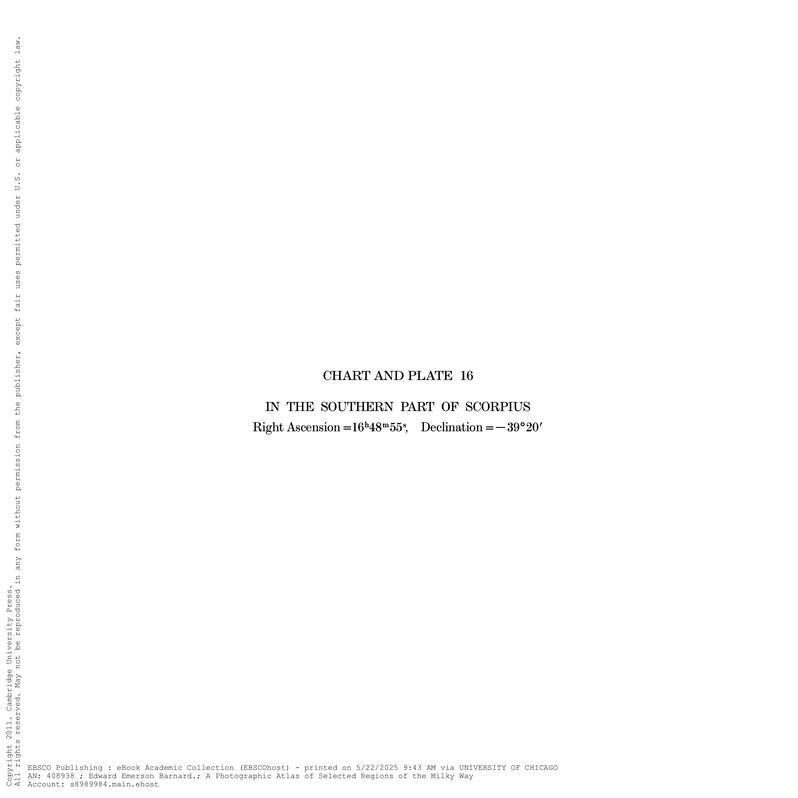 CHART AND PLATE 16
IN THE SOUTHERN PART OF SCORPIUS
Right Ascension = 16ʰ48ᵐ55ˢ, Declination = − 39° 20′
Copyright 2011. Cambridge University Press.
All rights reserved. May not be reproduced in any form without permission from the publisher, except fair uses permitted under U.S. or applicable copyright law.
EBSCO Publishing : eBook Academic Collection (EBSCOhost) - printed on 5/22/2025 9:43 AM via UNIVERSITY OF CHICAGO
AN: 408938 ; Edward Emerson Barnard.; A Photographic Atlas of Selected Regions of the Milky Way
Account: s8989984.main.ehost